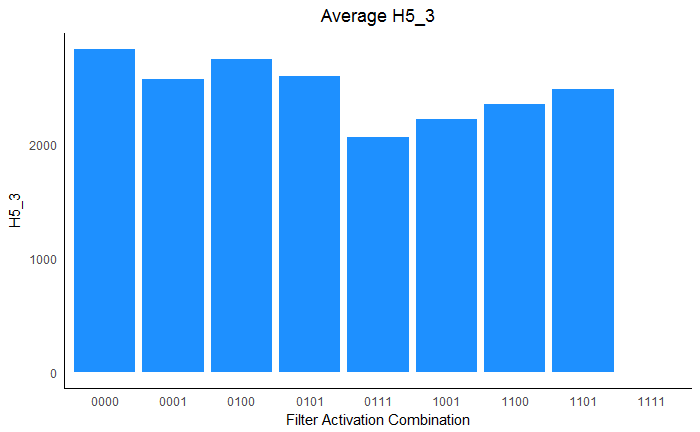 Average H5_3
H5_3
2000
1000
0
0000 0001 0100 0101 0111 1001 1100 1101 1111
Filter Activation Combination